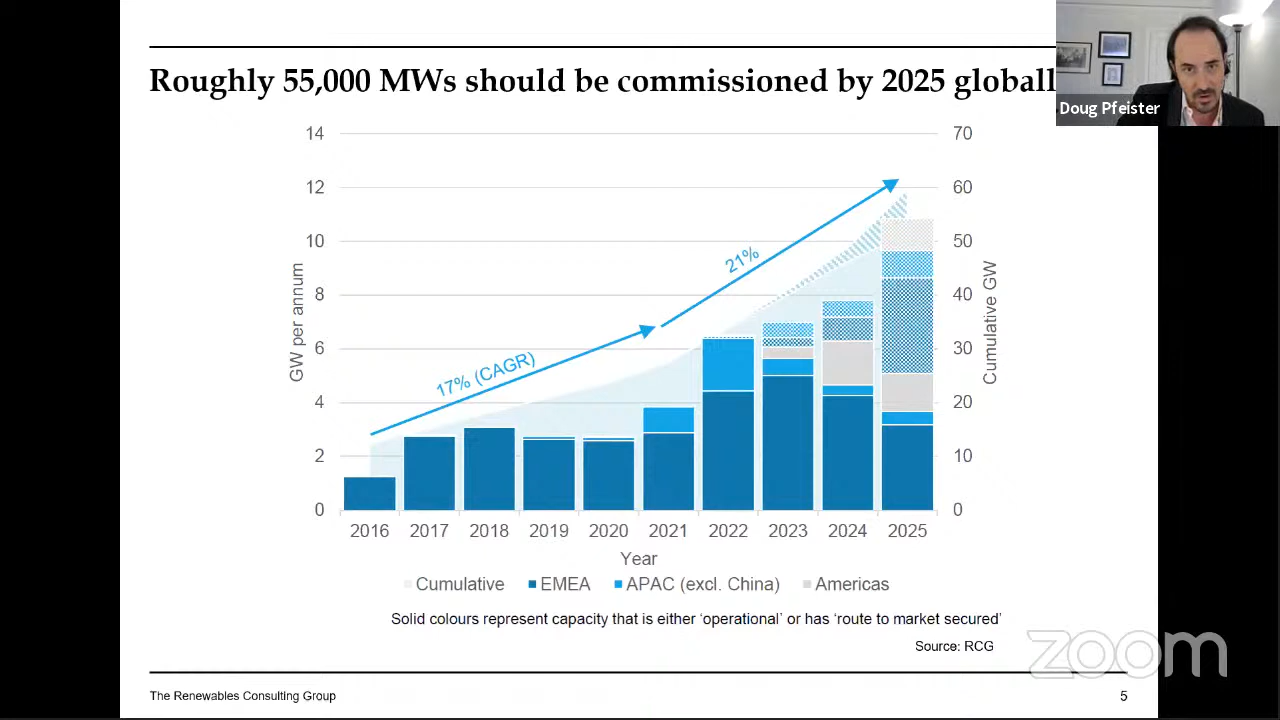 Roughly 55,000 MWs should be commissioned by 2025 globall
Doug Pfeister
14
12
10
8
6
4
2
0
GW per annum
70
60
50
40
30
20
10
0
Cumulative GW
17% (CAGR)
21%
2016 2017 2018 2019 2020 2021 2022 2023 2024 2025
Year
Cumulative EMEA APAC (excl. China) Americas
Solid colours represent capacity that is either ‘operational’ or has ‘route to market secured’
Source: RCG
zoom
The Renewables Consulting Group
5